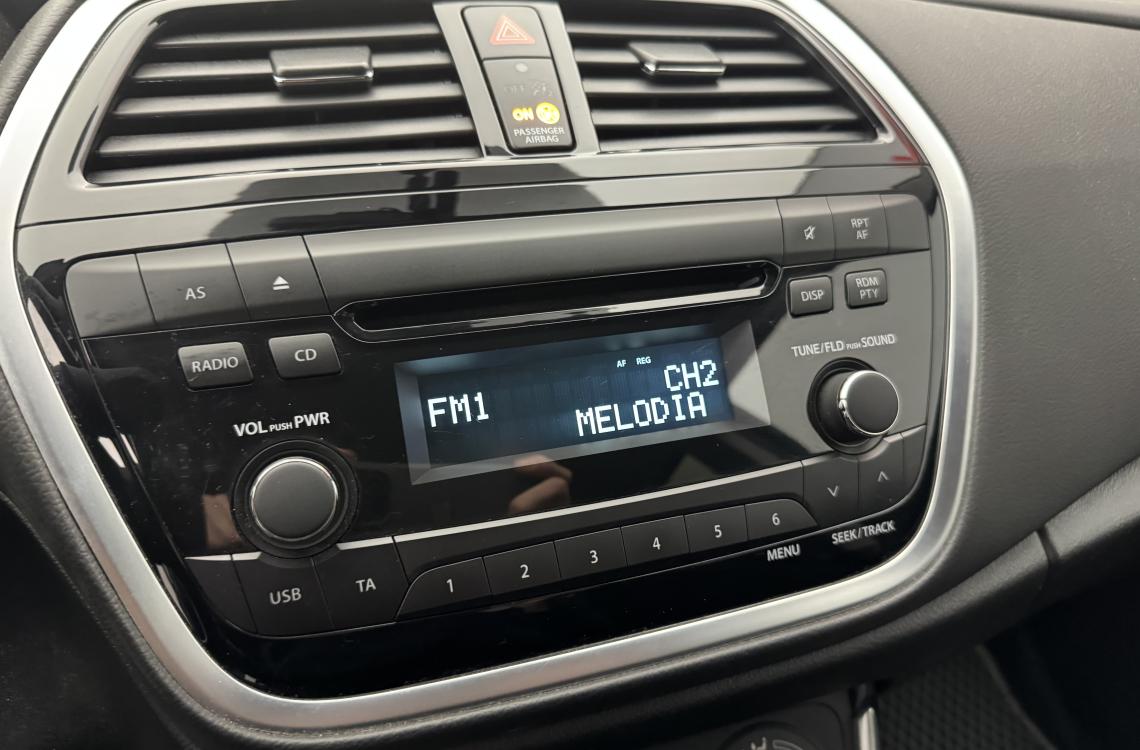 OFF
ON
PASSENGER
AIRBAG
AS
RPT
AF
RADIO
CD
DISP
RDM
PTY
VOL PUSH PWR
TUNE/FLD PUSH SOUND
AF REG
CH2
FM1
MELODIA
USB
TA
1
2
3
4
5
6
MENU
SEEK/TRACK